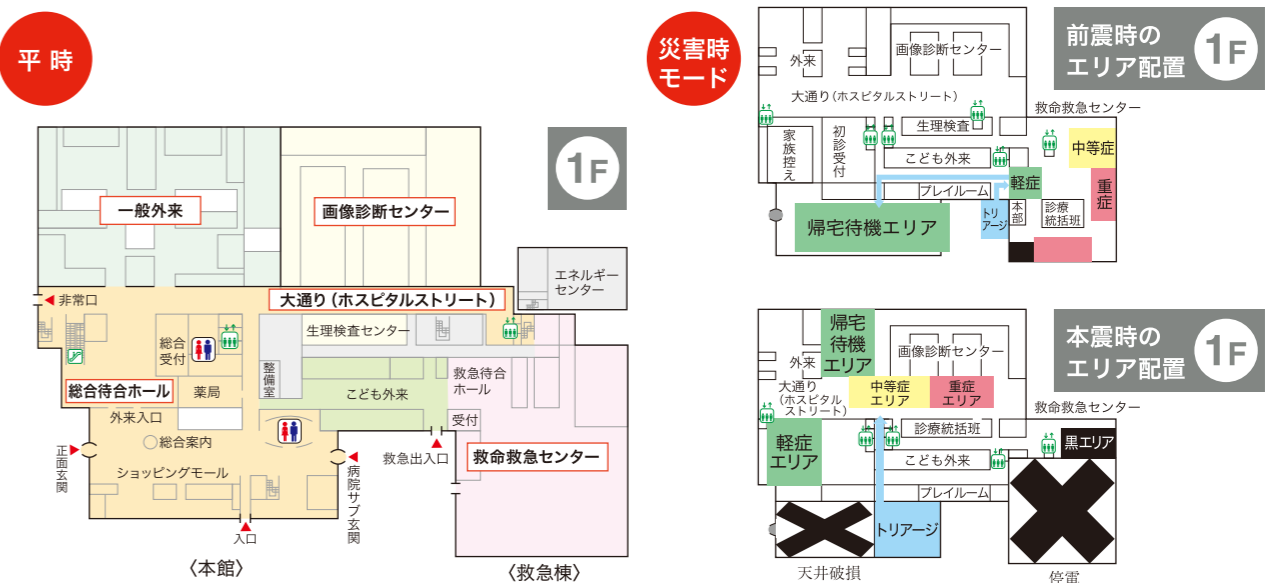 平 時
1F
一般外来
画像診断センター
エネルギー
センター
非常口
大通り（ホスピタルストリート）
生理検査センター
総合
受付
整備室
救急待合
ホール
総合待合ホール
薬局
こども外来
外来入口
受付
総合案内
正面玄関
救急出入口
救命救急センター
ショッピングモール
病院サブ玄関
入口
〈本館〉
〈救急棟〉
災害時
モード
前震時の
エリア配置
1F
外来
画像診断センター
大通り（ホスピタルストリート）
救命救急センター
家族控え
初診受付
生理検査
中等症
こども外来
プレイルーム
軽症
重症
トリ
アージ
本部
診療
統括班
帰宅待機エリア
本震時の
エリア配置
1F
帰宅
待機
エリア
外来
画像診断センター
大通り
（ホスピタル
ストリート）
中等症
エリア
重症
エリア
救命救急センター
診療統括班
黒エリア
軽症
エリア
こども外来
プレイルーム
トリアージ
天井破損
停電